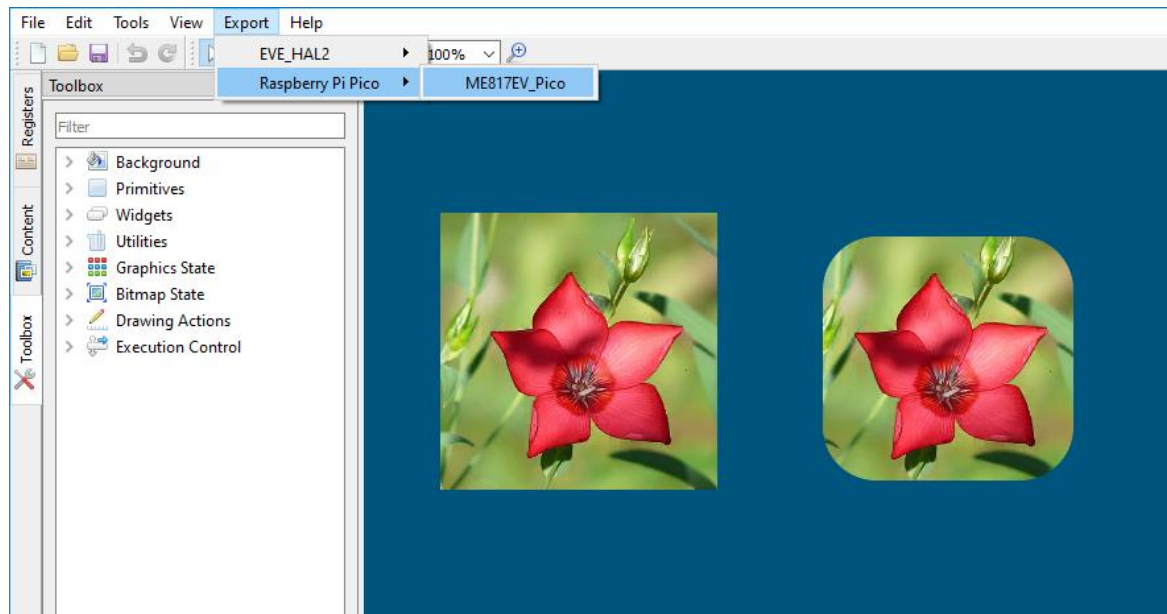 File Edit Tools View Export Help
EVE_HAL2
100%
Raspberry Pi Pico
ME817EV_Pico
Registers
Content
Toolbox
Toolbox
Filter
Background
Primitives
Widgets
Utilities
Graphics State
Bitmap State
Drawing Actions
Execution Control